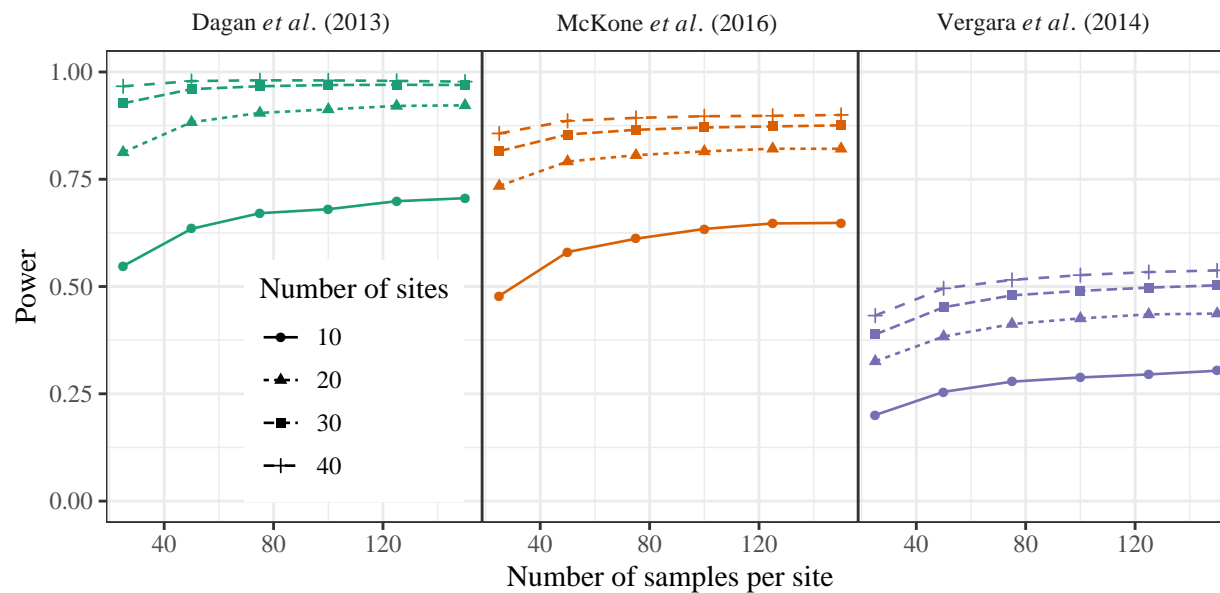 Dagan et al. (2013) McKone et al. (2016) Vergara et al. (2014)
1.00
0.75
0.50
0.25
0.00
Power
Number of sites
10
20
30
40
40 80 120 40 80 120 40 80 120
Number of samples per site